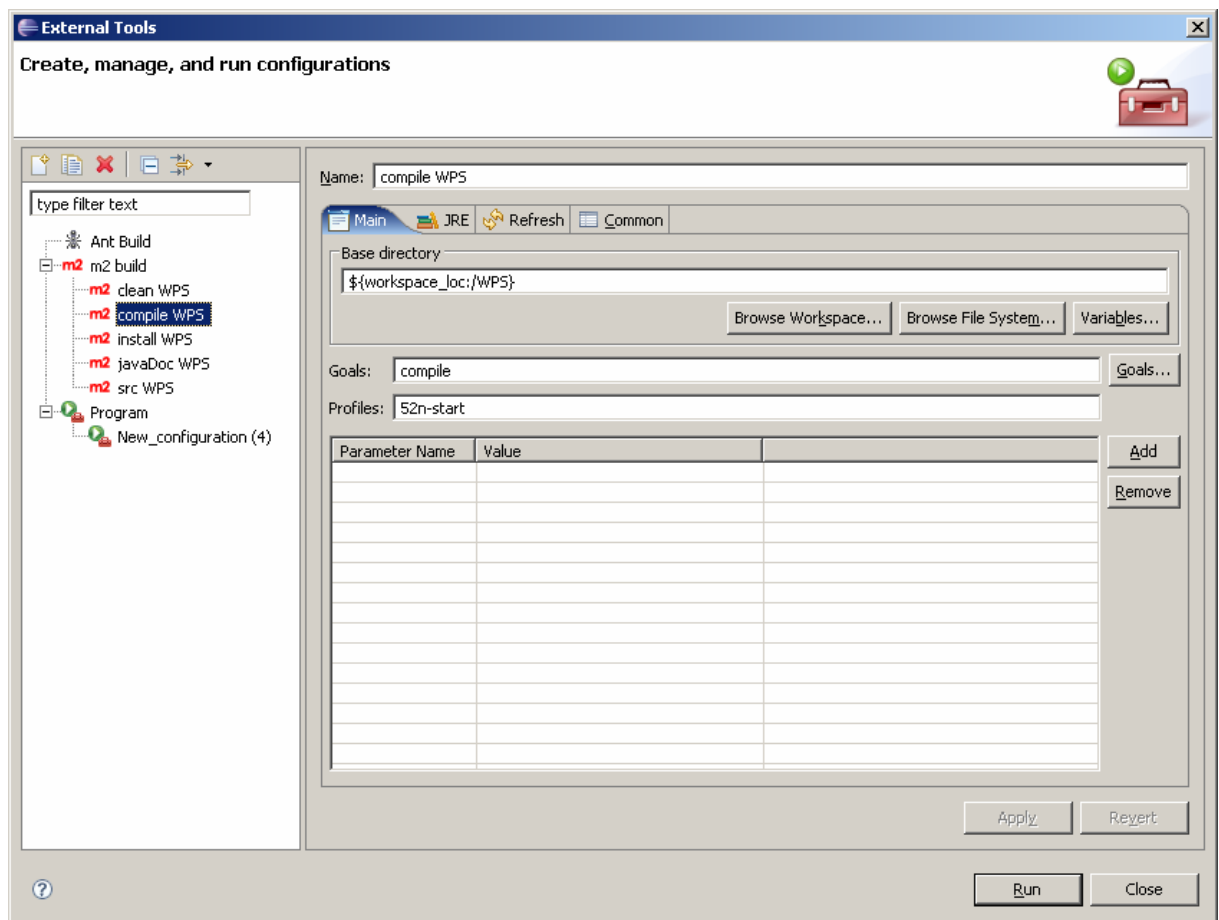 External Tools
Create, manage, and run configurations
type filter text
Ant Build
m2 m2 build
m2 clean WPS
m2 compile WPS
m2 install WPS
m2 javaDoc WPS
m2 src WPS
Program
New_configuration (4)
Name: compile WPS
Main JRE Refresh Common
Base directory
${workspace_loc:/WPS}
Browse Workspace... Browse File System... Variables...
Goals: compile Goals...
Profiles: 52n-start
Parameter Name Value Add
Remove
Apply Revert
? Run Close